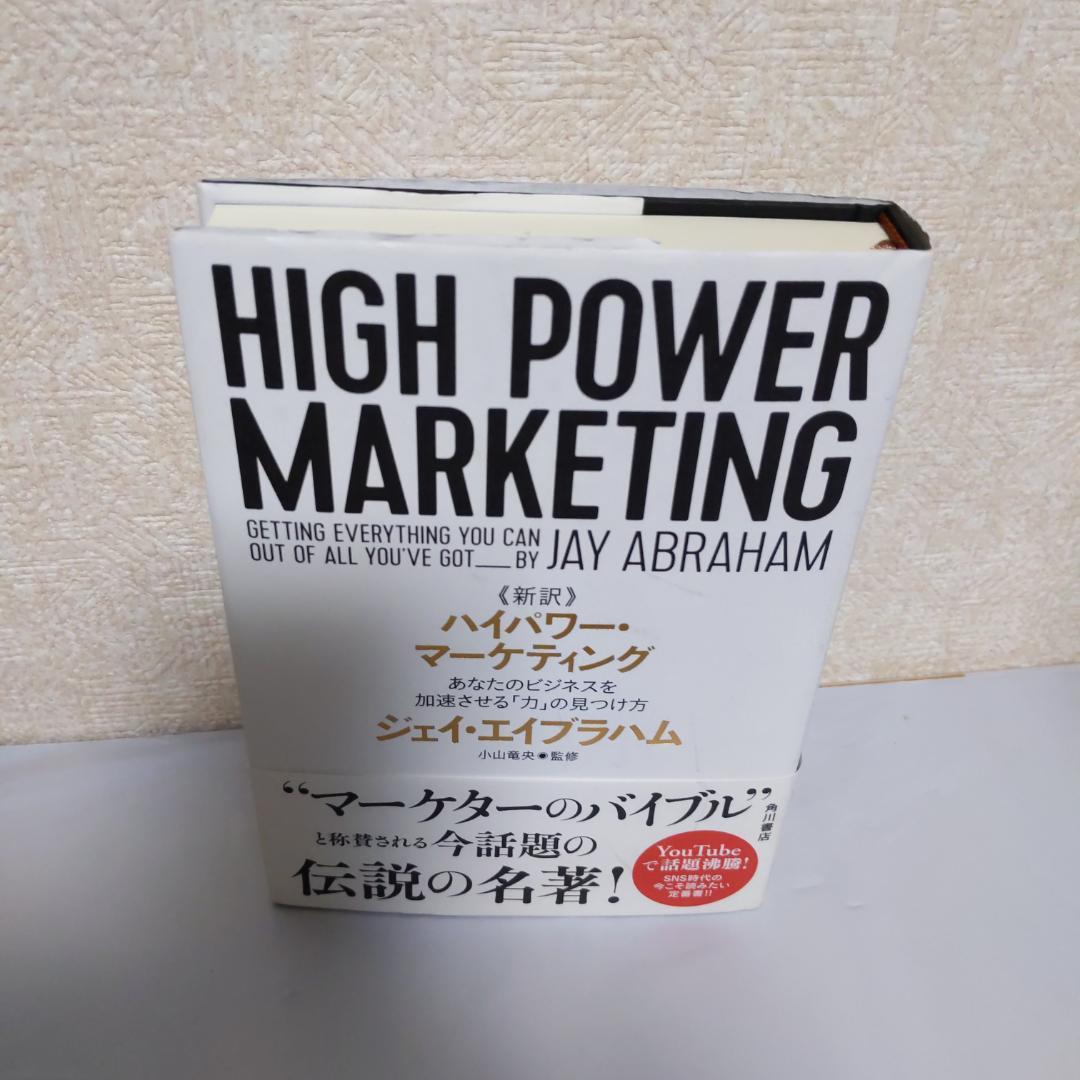 HIGH POWER
MARKETING
GETTING EVERYTHING YOU CAN
OUT OF ALL YOU'VE GOT___BY JAY ABRAHAM
《新訳》
ハイパワー・
マーケティング
あなたのビジネスを
加速させる「力」の見つけ方
ジェイ・エイブラハム
小山竜央◉監修
“マーケターのバイブル”
と称賛される今話題の
伝説の名著!
角川書店
YouTube
で話題沸騰!
SNS時代の
今こそ読みたい
定番書!!